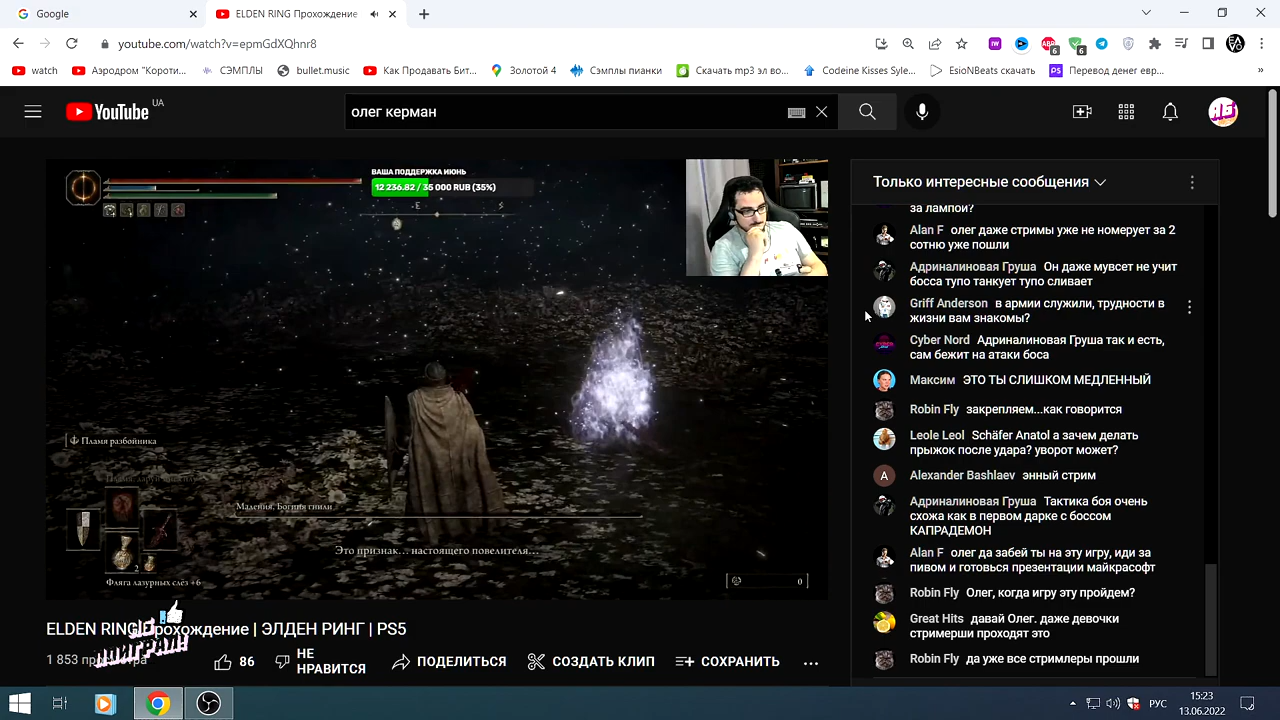 Google
ELDEN RING Прохождение
youtube.com/watch?v=epmGdXQhnr8
watch
Аэродром "Короти...
СЭМПЛЫ
bullet.music
Как Продавать Бит...
Золотой 4
Сэмплы пианки
Скачать mp3 эл во...
Codeine Kisses Syle...
EsionBeats скачать
Перевод денег евр...
YouTube UA
олег керман
ВАША ПОДДЕРЖКА ИЮНЬ
12 236.82 / 35 000 RUB (35%)
E
S
Пламя разбойника
Маления, Богиня гнили
Это признак... настоящего повелителя...
2
Фляга лазурных слёз +6
0
Только интересные сообщения
за лампой?
Alan F олег даже стримы уже не номерует за 2
сотню уже пошли
Адриналиновая Груша Он даже мувсет не учит
босса тупо танкует тупо сливает
Griff Anderson в армии служили, трудности в
жизни вам знакомы?
Cyber Nord Адриналиновая Груша так и есть,
сам бежит на атаки боса
Максим ЭТО ТЫ СЛИШКОМ МЕДЛЕННЫЙ
Robin Fly закрепляем...как говорится
Leole Leol Schäfer Anatol а зачем делать
прыжок после удара? уворот может?
A
Alexander Bashlaev энный стрим
Адриналиновая Груша Тактика боя очень
схожа как в первом дарке с боссом
КАПРАДЕМОН
Alan F олег да забей ты на эту игру, иди за
пивом и готовься презентации майкрасофт
Robin Fly Олег, когда игру эту пройдем?
Great Hits давай Олег. даже девочки
стримерши проходят это
Robin Fly да уже все стримлеры прошли
ELDEN RING Прохождение | ЭЛДЕН РИНГ | PS5
1 853 просмотра
86
НЕ
НРАВИТСЯ
ПОДЕЛИТЬСЯ
СОЗДАТЬ КЛИП
СОХРАНИТЬ
РУС
15:23
13.06.2022